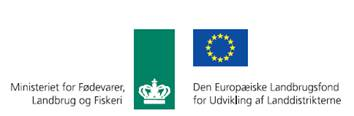 Ministeriet for Fødevarer,
Landbrug og Fiskeri
Den Europæiske Landbrugsfond
for Udvikling af Landdistrikterne